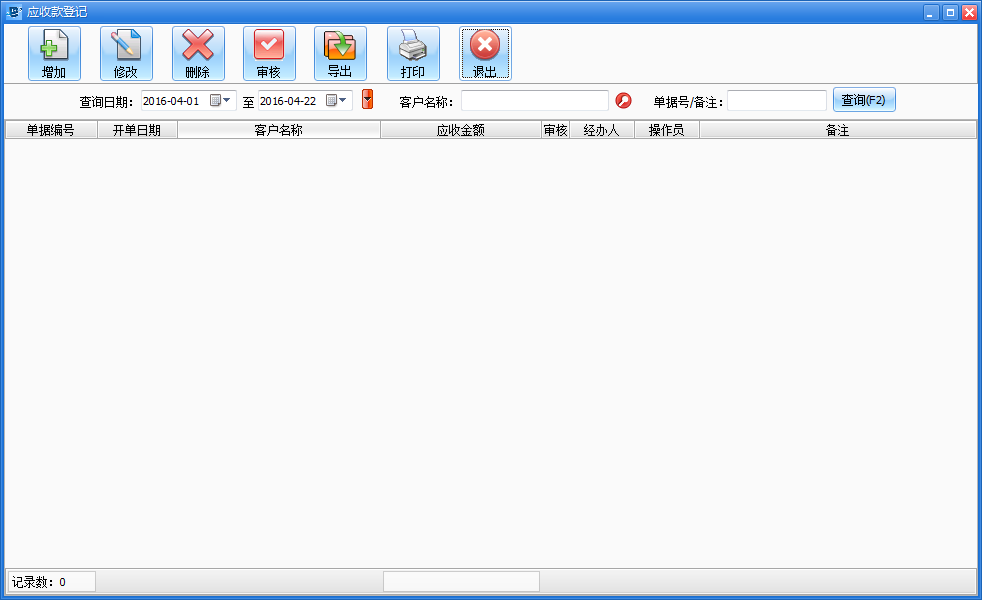 应收款登记
增加 修改 删除 审核 导出 打印 退出
查询日期： 2016-04-01 至 2016-04-22 客户名称： 单据号/备注： 查询(F2)
单据编号 开单日期 客户名称 应收金额 审核 经办人 操作员 备注
记录数：0